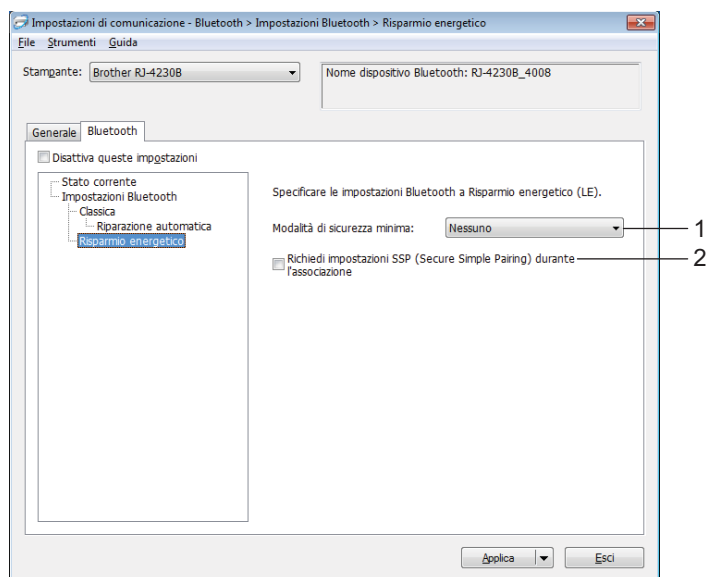 Impostazioni di comunicazione - Bluetooth > Impostazioni Bluetooth > Risparmio energetico
File Strumenti Guida
Stampante: Brother RJ-4230B
Nome dispositivo Bluetooth: RJ-4230B_4008
Generale Bluetooth
Disattiva queste impostazioni
Stato corrente
Impostazioni Bluetooth
Classica
Riparazione automatica
Risparmio energetico
Specificare le impostazioni Bluetooth a Risparmio energetico (LE).
Modalità di sicurezza minima: Nessuno 1
Richiedi impostazioni SSP (Secure Simple Pairing) durante 2
l'associazione
Applica Esci